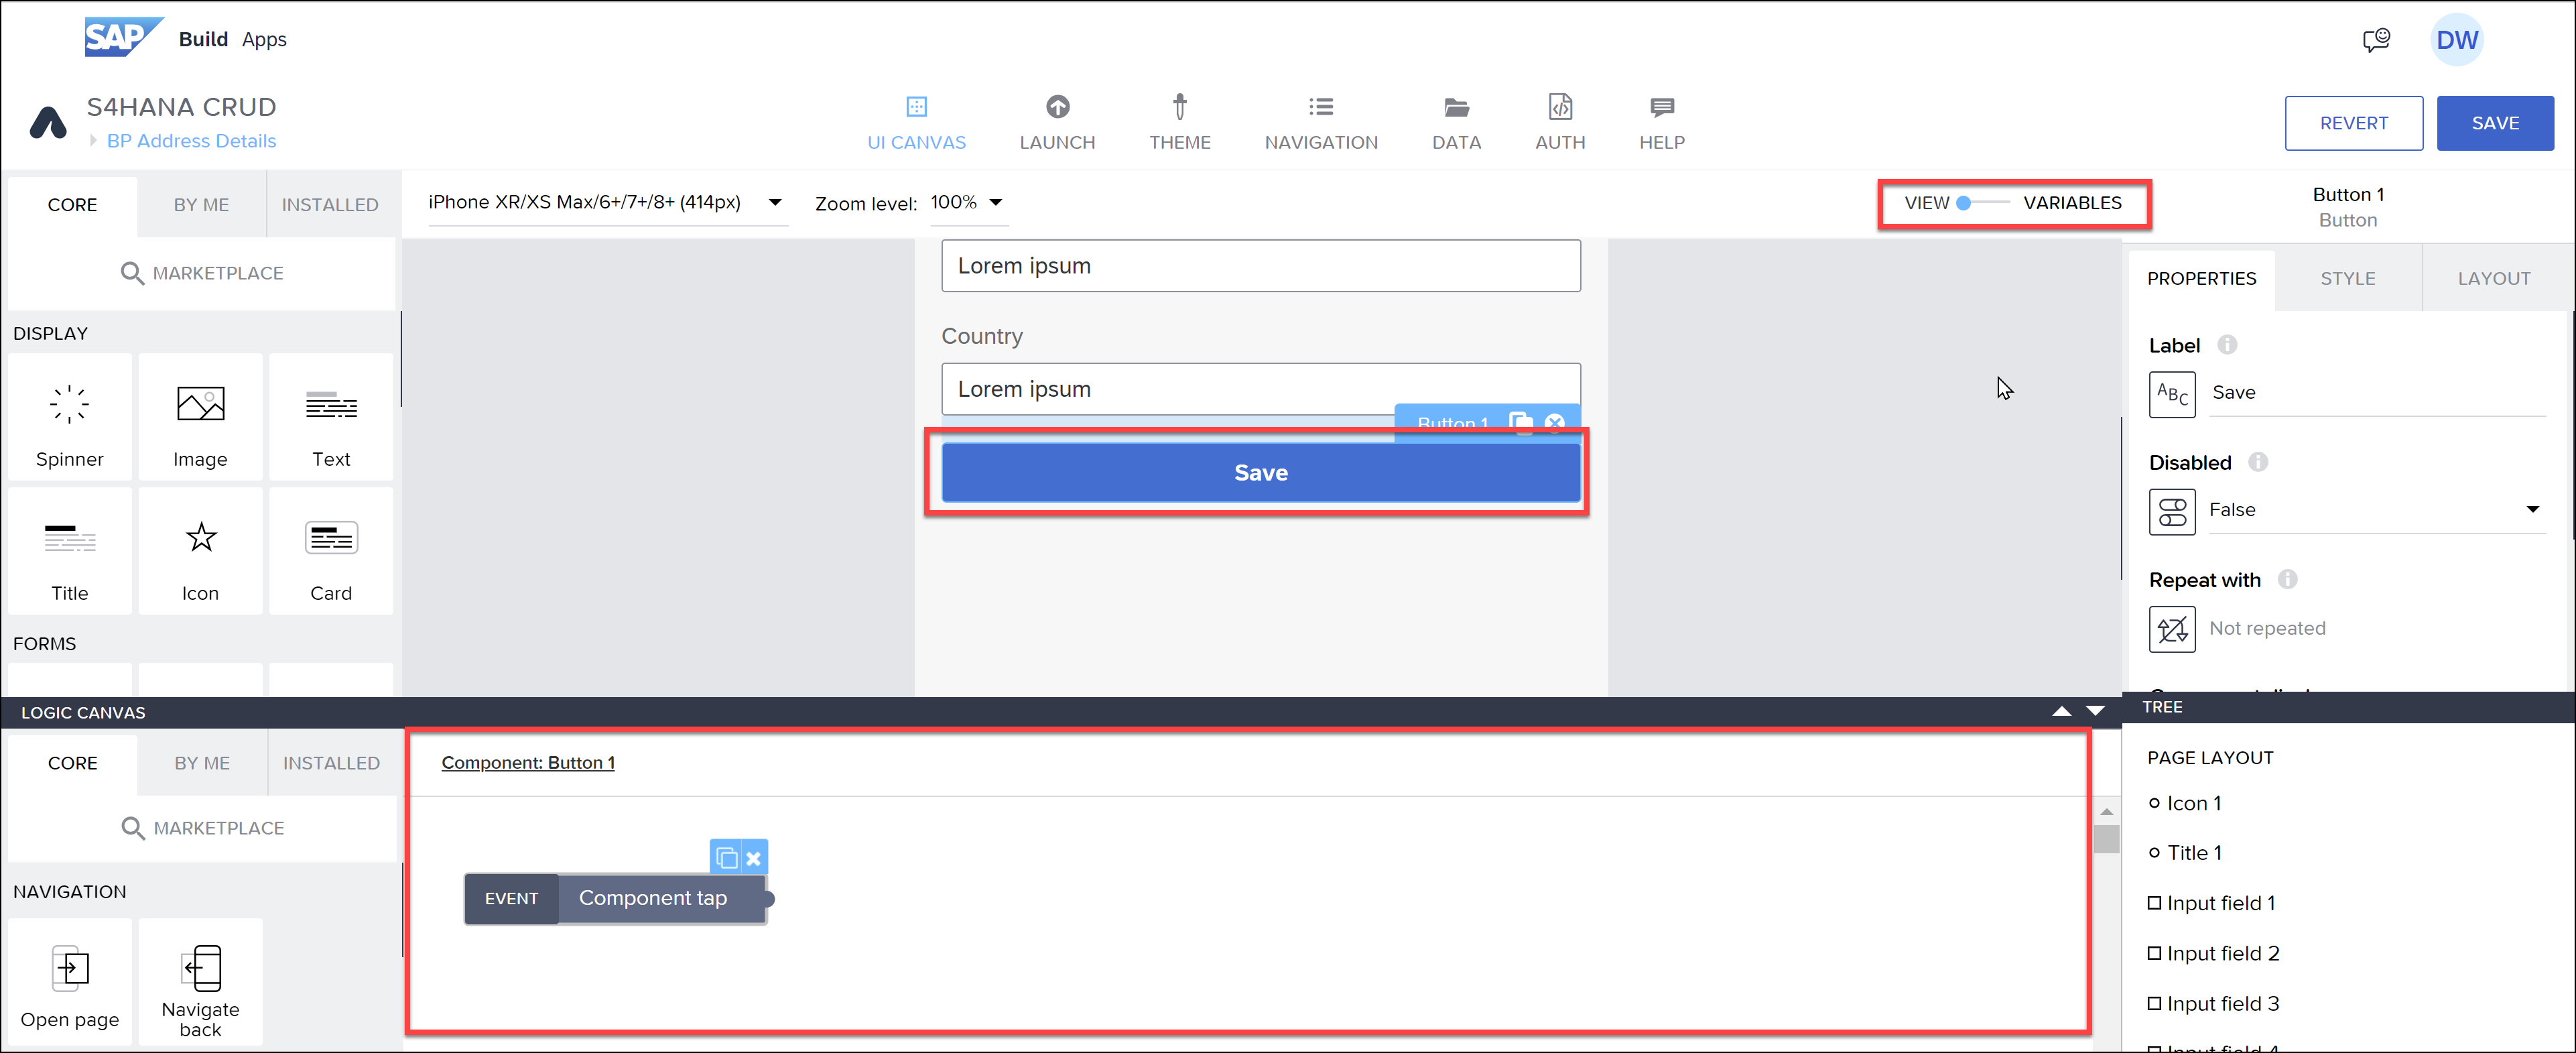 SAP Build Apps
DW
S4HANA CRUD
BP Address Details
UI CANVAS
LAUNCH
THEME
NAVIGATION
DATA
AUTH
HELP
REVERT
SAVE
CORE
BY ME
INSTALLED
iPhone XR/XS Max/6+/7+/8+ (414px)
Zoom level: 100%
VIEW
VARIABLES
Button 1
Button
MARKETPLACE
DISPLAY
Spinner
Image
Text
Title
Icon
Card
FORMS
Lorem ipsum
Country
Lorem ipsum
Button 1
Save
PROPERTIES
STYLE
LAYOUT
Label
ABC
Save
Disabled
False
Repeat with
Not repeated
LOGIC CANVAS
CORE
BY ME
INSTALLED
MARKETPLACE
NAVIGATION
Open page
Navigate
back
Component: Button 1
EVENT
Component tap
TREE
PAGE LAYOUT
Icon 1
Title 1
Input field 1
Input field 2
Input field 3